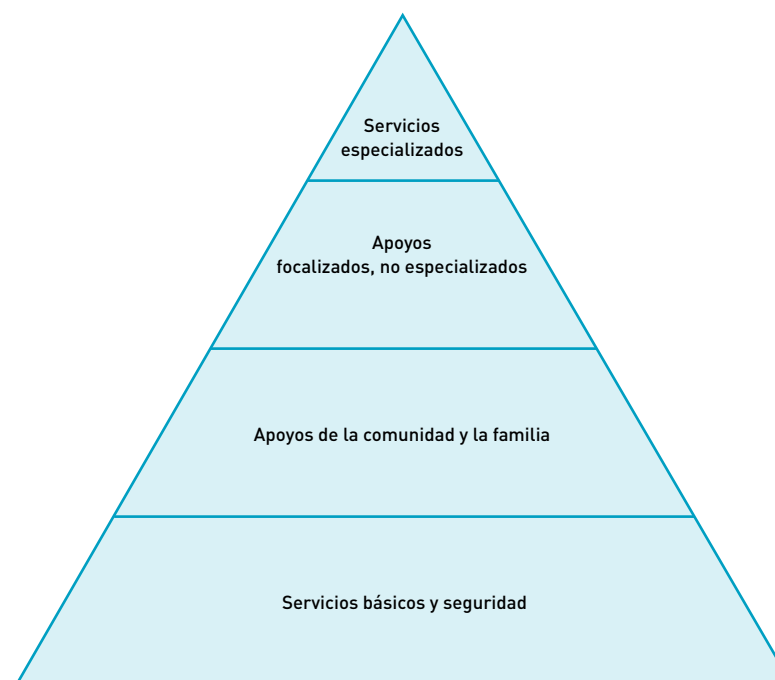 Servicios
especializados
Apoyos
focalizados, no especializados
Apoyos de la comunidad y la familia
Servicios básicos y seguridad